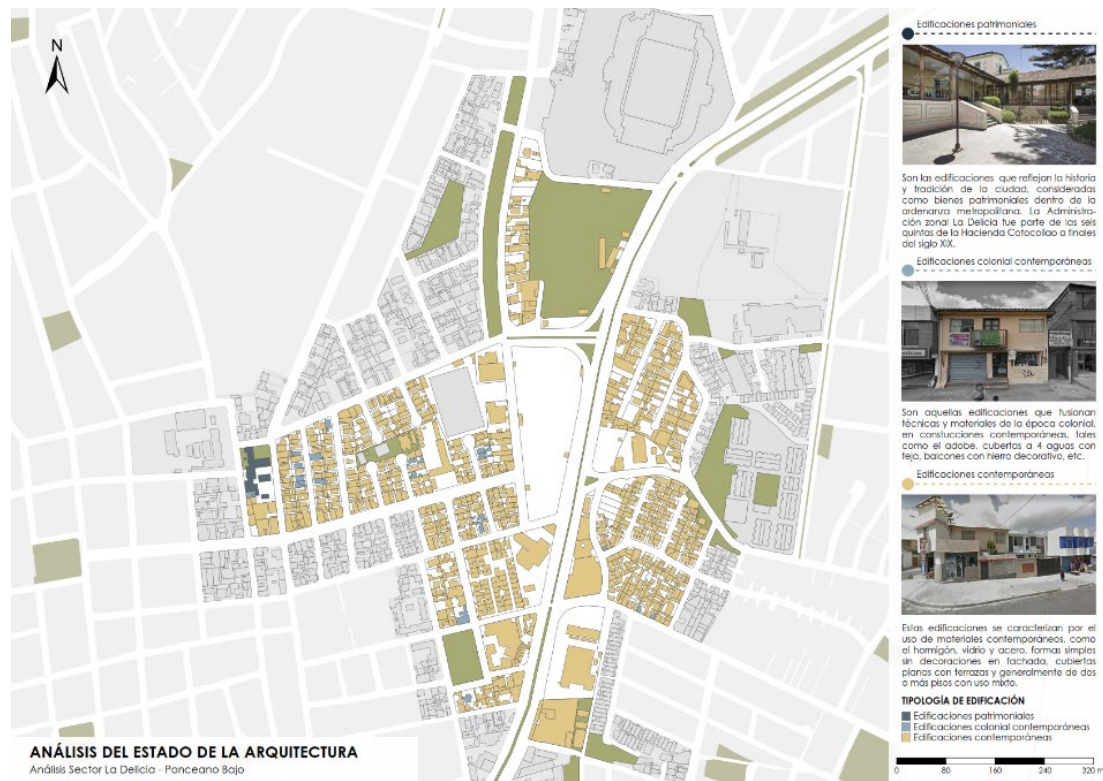 N
Edificaciones patrimoniales
Son las edificaciones que reflejan la historia
y tradición de la ciudad, consideradas
como bienes patrimoniales dentro de la
ordenanza metropolitana. La Administra-
ción zonal La Delicia fue parte de las seis
quintas de la Hacienda Cotocollao a finales
del siglo XIX.
Edificaciones colonial contemporáneas
Son aquellas edificaciones que fusionan
técnicas y materiales de la época colonial,
en constucciones contemporáneas, tales
como el adobe, cubiertas a 4 aguas con
teja, balcones con hierro decorativo, etc.
Edificaciones contemporáneas
Estas edificaciones se caracterizan por el
uso de materiales contemporáneos, como
el hormigón, vidrio y acero, formas simples
sin decoraciones en fachada, cubiertas
planas con terrazas y generalmente de dos
o más pisos con uso mixto.
TIPOLOGÍA DE EDIFICACIÓN
Edificaciones patrimoniales
Edificaciones colonial contemporáneas
Edificaciones contemporáneas
0 80 160 240 320 m
ANÁLISIS DEL ESTADO DE LA ARQUITECTURA
Análisis Sector La Delicia - Ponceano Bajo